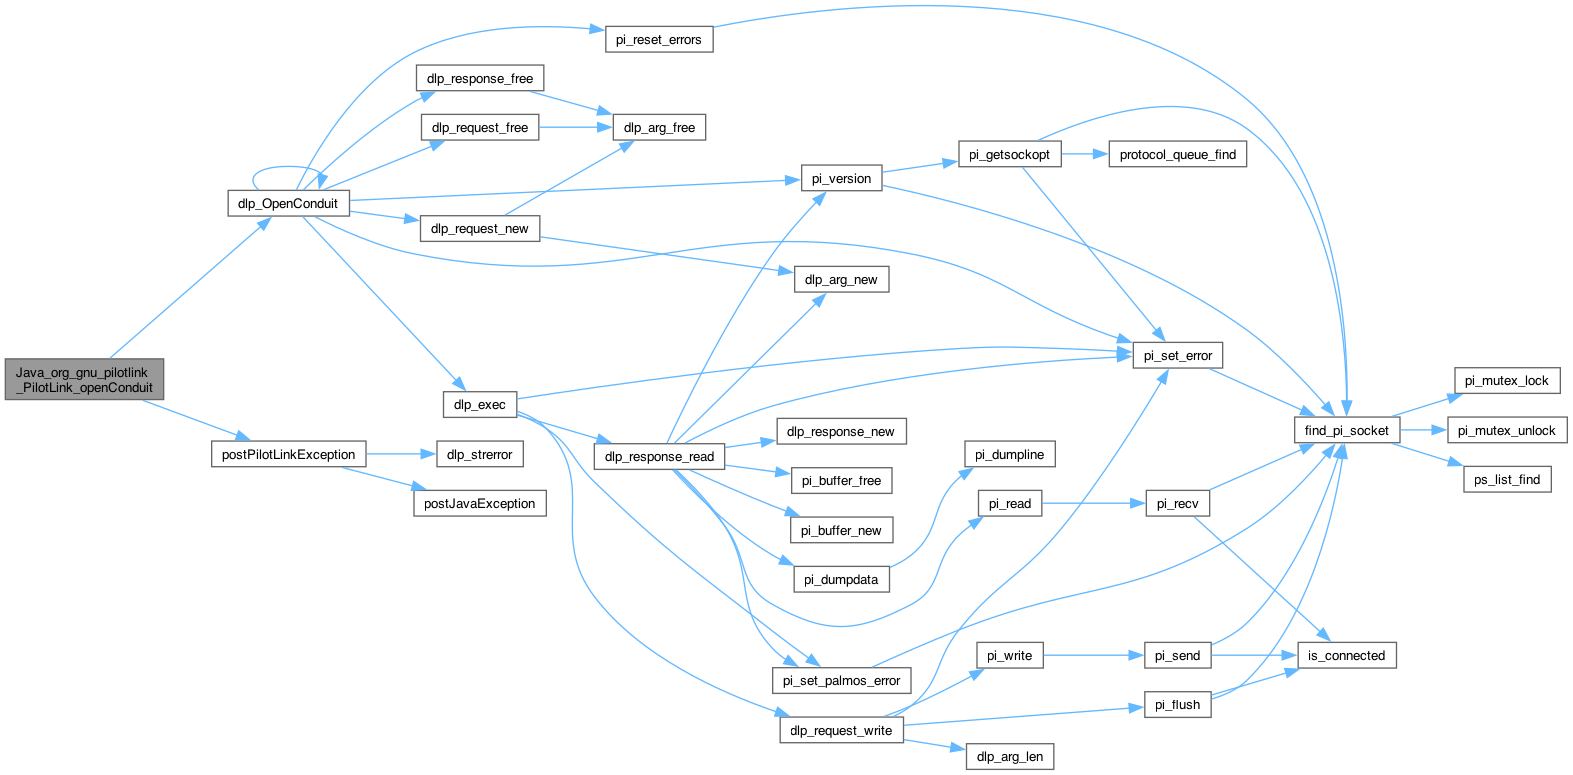 pi_reset_errors
dlp_response_free
dlp_request_free
dlp_arg_free
pi_getsockopt
protocol_queue_find
pi_version
dlp_OpenConduit
dlp_request_new
dlp_arg_new
pi_set_error
Java_org_gnu_pilotlink
_PilotLink_openConduit
pi_mutex_lock
dlp_exec
find_pi_socket
pi_mutex_unlock
dlp_response_new
postPilotLinkException
dlp_strerror
dlp_response_read
pi_dumpline
pi_buffer_free
ps_list_find
postJavaException
pi_read
pi_recv
pi_buffer_new
pi_dumpdata
pi_write
pi_send
is_connected
pi_set_palmos_error
pi_flush
dlp_request_write
dlp_arg_len